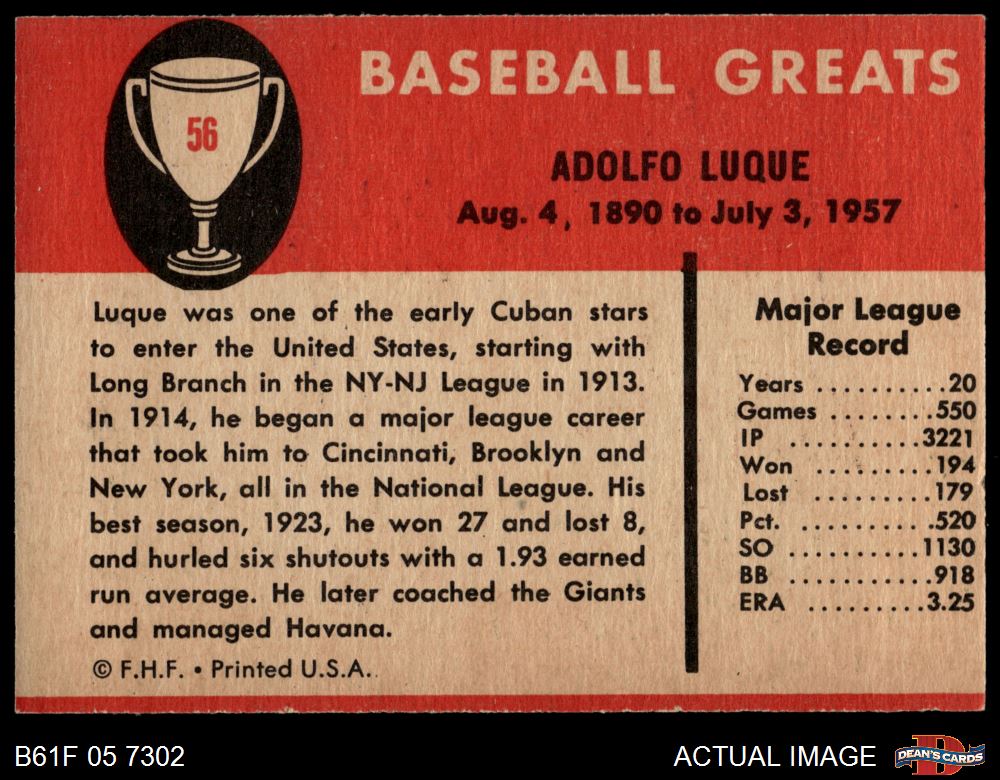 56
BASEBALL GREATS
ADOLFO LUQUE
Aug. 4, 1890 to July 3, 1957
Luque was one of the early Cuban stars
to enter the United States, starting with
Long Branch in the NY-NJ League in 1913.
In 1914, he began a major league career
that took him to Cincinnati, Brooklyn and
New York, all in the National League. His
best season, 1923, he won 27 and lost 8,
and hurled six shutouts with a 1.93 earned
run average. He later coached the Giants
and managed Havana.
© F.H.F. • Printed U.S.A.
Major League
Record
Years ..........20
Games ........550
IP ..........3221
Won .........194
Lost .........179
Pct. ..........520
SO ..........1130
BB ...........918
ERA .........3.25
B61F 05 7302
ACTUAL IMAGE
D
DEAN'S CARDS